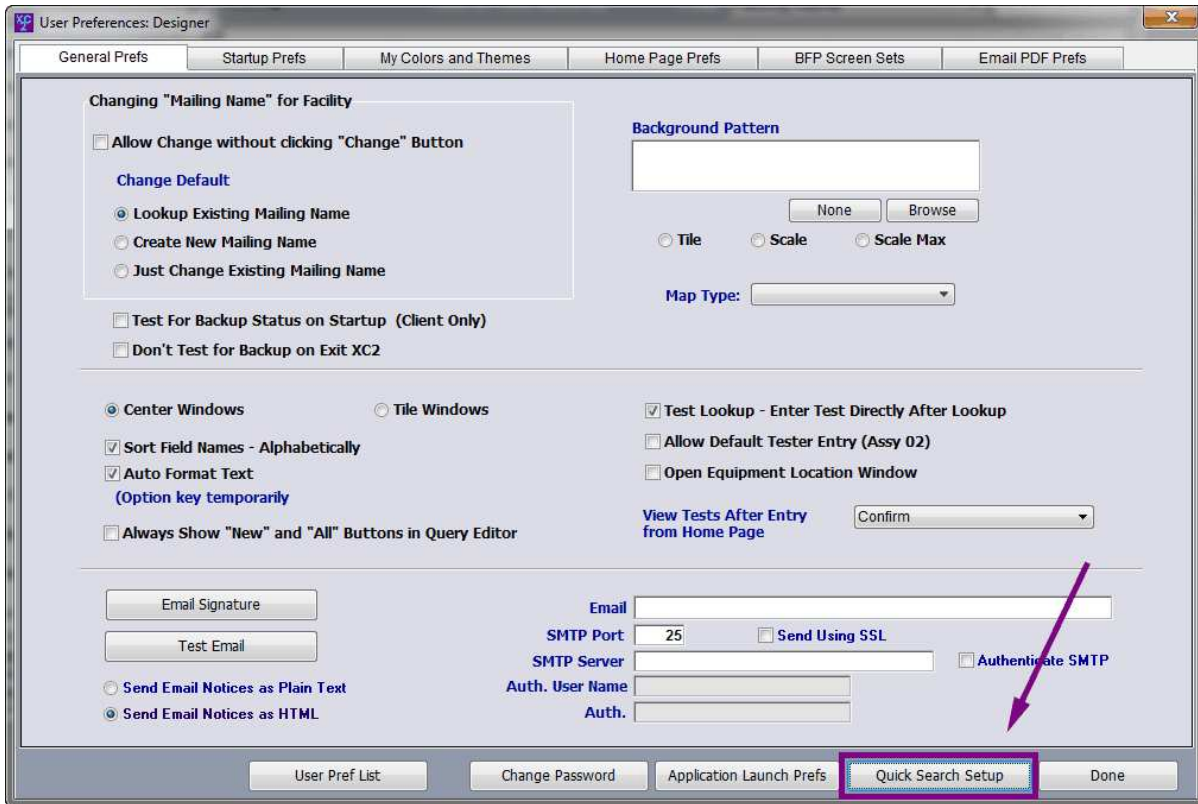 XC2
User Preferences: Designer
General Prefs
Startup Prefs
My Colors and Themes
Home Page Prefs
BFP Screen Sets
Email PDF Prefs
Changing "Mailing Name" for Facility
Allow Change without clicking "Change" Button
Change Default
Lookup Existing Mailing Name
Create New Mailing Name
Just Change Existing Mailing Name
Test For Backup Status on Startup (Client Only)
Don't Test for Backup on Exit XC2
Background Pattern
None
Browse
Tile
Scale
Scale Max
Map Type:
Center Windows
Tile Windows
Sort Field Names - Alphabetically
Auto Format Text
(Option key temporarily
Always Show "New" and "All" Buttons in Query Editor
Test Lookup - Enter Test Directly After Lookup
Allow Default Tester Entry (Assy 02)
Open Equipment Location Window
View Tests After Entry
from Home Page
Confirm
Email Signature
Test Email
Send Email Notices as Plain Text
Send Email Notices as HTML
Email
SMTP Port
25
Send Using SSL
SMTP Server
Authenticate SMTP
Auth. User Name
Auth.
User Pref List
Change Password
Application Launch Prefs
Quick Search Setup
Done